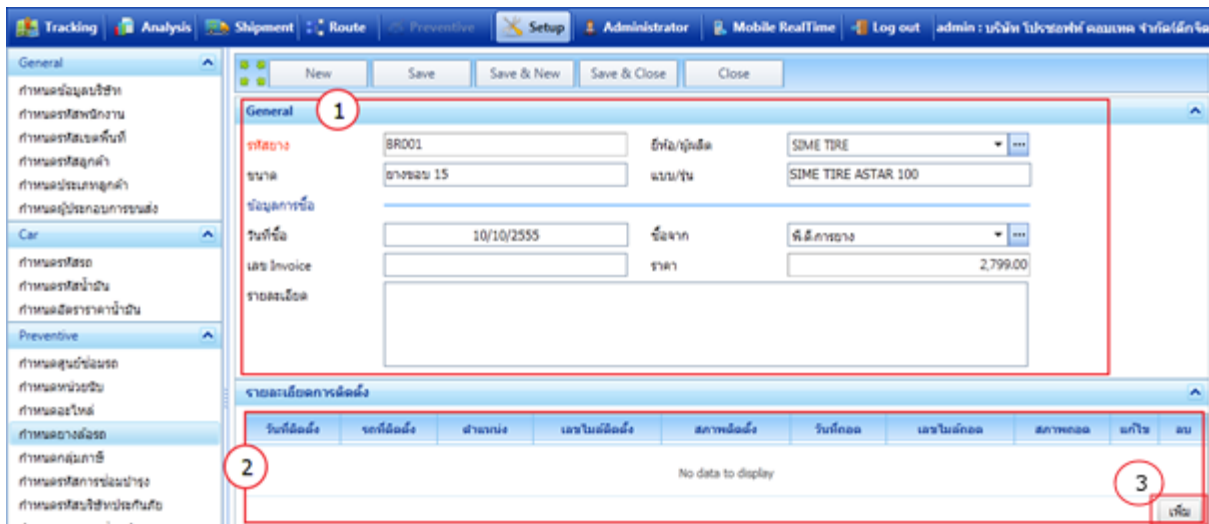 Tracking Analysis Shipment Route Preventive Setup Administrator Mobile RealTime Log out admin : บริษัท โปรซอฟท์ คอมเทค จำกัด
General
กำหนดข้อมูลบริษัท
กำหนดรหัสพนักงาน
กำหนดรหัสเขตพื้นที่
กำหนดรหัสลูกค้า
กำหนดประเภทลูกค้า
กำหนดผู้ประกอบการขนส่ง
Car
กำหนดรหัสรถ
กำหนดรหัสน้ำมัน
กำหนดอัตราราคาน้ำมัน
Preventive
กำหนดศูนย์ซ่อมรถ
กำหนดหน่วยนับ
กำหนดอะไหล่
กำหนดยางล้อรถ
กำหนดกลุ่มภาษี
กำหนดรหัสการซ่อมบำรุง
กำหนดรหัสบริษัทประกันภัย
New Save Save & New Save & Close Close
General 1
รหัสยาง BR001 ยี่ห้อ/ผู้ผลิต SIME TIRE
ขนาด ยางขอบ 15 แบบ/รุ่น SIME TIRE ASTAR 100
ข้อมูลการซื้อ
วันที่ซื้อ 10/10/2555 ซื้อจาก พี.ดี.การยาง
เลข Invoice ราคา 2,799.00
รายละเอียด
รายละเอียดการติดตั้ง
วันที่ติดตั้ง รถที่ติดตั้ง ตำแหน่ง เลขไมล์ติดตั้ง สภาพติดตั้ง วันที่ถอด เลขไมล์ถอด สภาพถอด แก้ไข ลบ
2 No data to display 3
เพิ่ม